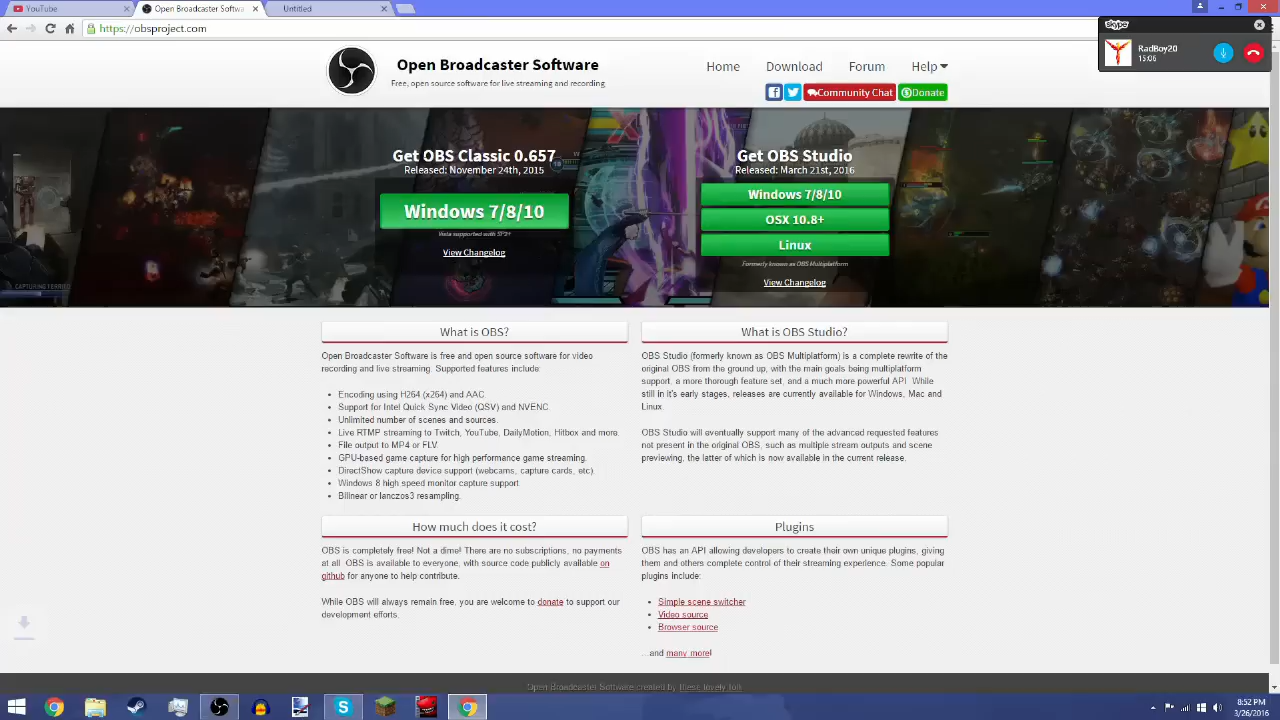 YouTube
Open Broadcaster Softwa
Untitled
https://obsproject.com
skype
RadBoy20
15:06
Open Broadcaster Software
Free, open source software for live streaming and recording
Home
Download
Forum
Help
Community Chat
Donate
Get OBS Classic 0.657
Released: November 24th, 2015
Windows 7/8/10
Vista supported with SP2+
View Changelog
Get OBS Studio
Released: March 21st, 2016
Windows 7/8/10
OSX 10.8+
Linux
Formerly known as OBS Multiplatform
View Changelog
What is OBS?
Open Broadcaster Software is free and open source software for video
recording and live streaming. Supported features include:
Encoding using H264 (x264) and AAC.
Support for Intel Quick Sync Video (QSV) and NVENC.
Unlimited number of scenes and sources.
Live RTMP streaming to Twitch, YouTube, DailyMotion, Hitbox and more.
File output to MP4 or FLV.
GPU-based game capture for high performance game streaming.
DirectShow capture device support (webcams, capture cards, etc).
Windows 8 high speed monitor capture support.
Bilinear or lanczos3 resampling.
What is OBS Studio?
OBS Studio (formerly known as OBS Multiplatform) is a complete rewrite of the
original OBS from the ground up, with the main goals being multiplatform
support, a more thorough feature set, and a much more powerful API. While
still in it's early stages, releases are currently available for Windows, Mac and
Linux.
OBS Studio will eventually support many of the advanced requested features
not present in the original OBS, such as multiple stream outputs and scene
previewing, the latter of which is now available in the current release.
How much does it cost?
OBS is completely free! Not a dime! There are no subscriptions, no payments
at all. OBS is available to everyone, with source code publicly available on
github for anyone to help contribute.
While OBS will always remain free, you are welcome to donate to support our
development efforts.
Plugins
OBS has an API allowing developers to create their own unique plugins, giving
them and others complete control of their streaming experience. Some popular
plugins include:
Simple scene switcher
Video source
Browser source
...and many more!
Open Broadcaster Software created by these lovely folk
8:52 PM
3/26/2016